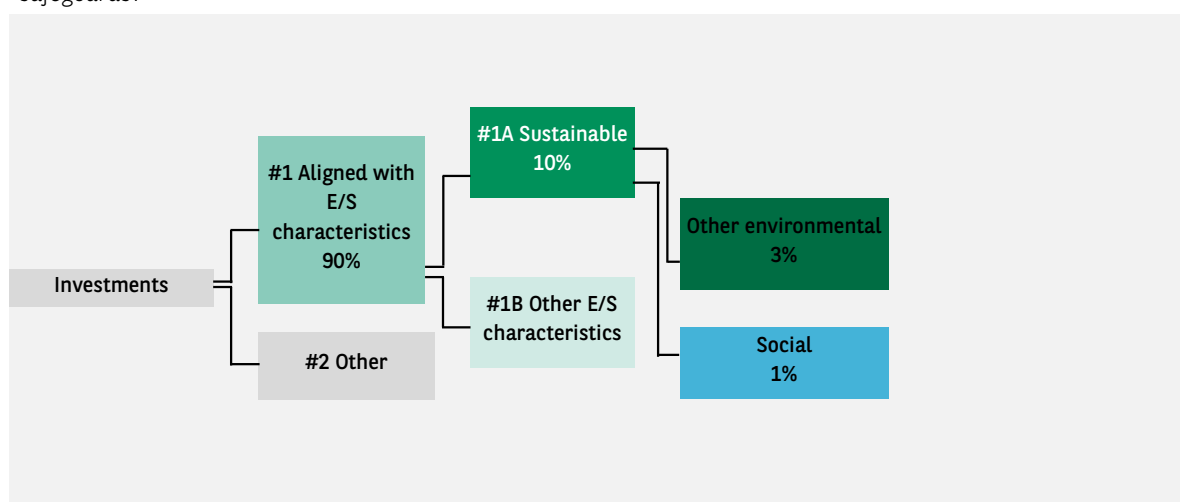 Investments
#1 Aligned with
E/S
characteristics
90%
#2 Other
#1A Sustainable
10%
#1B Other E/S
characteristics
Other environmental
3%
Social
1%